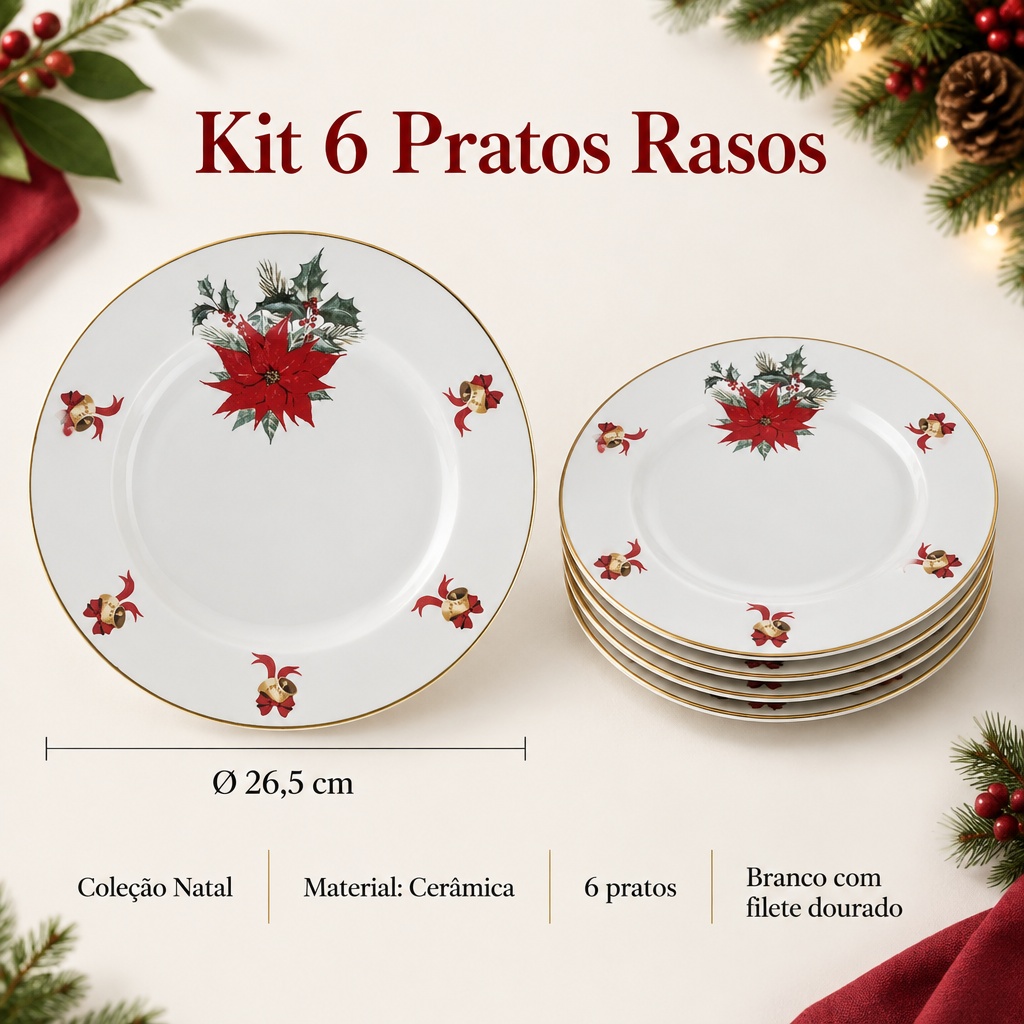 Kit 6 Pratos Rasos
Ø 26,5 cm
Coleção Natal
Material: Cerâmica
6 pratos
Branco com
filete dourado